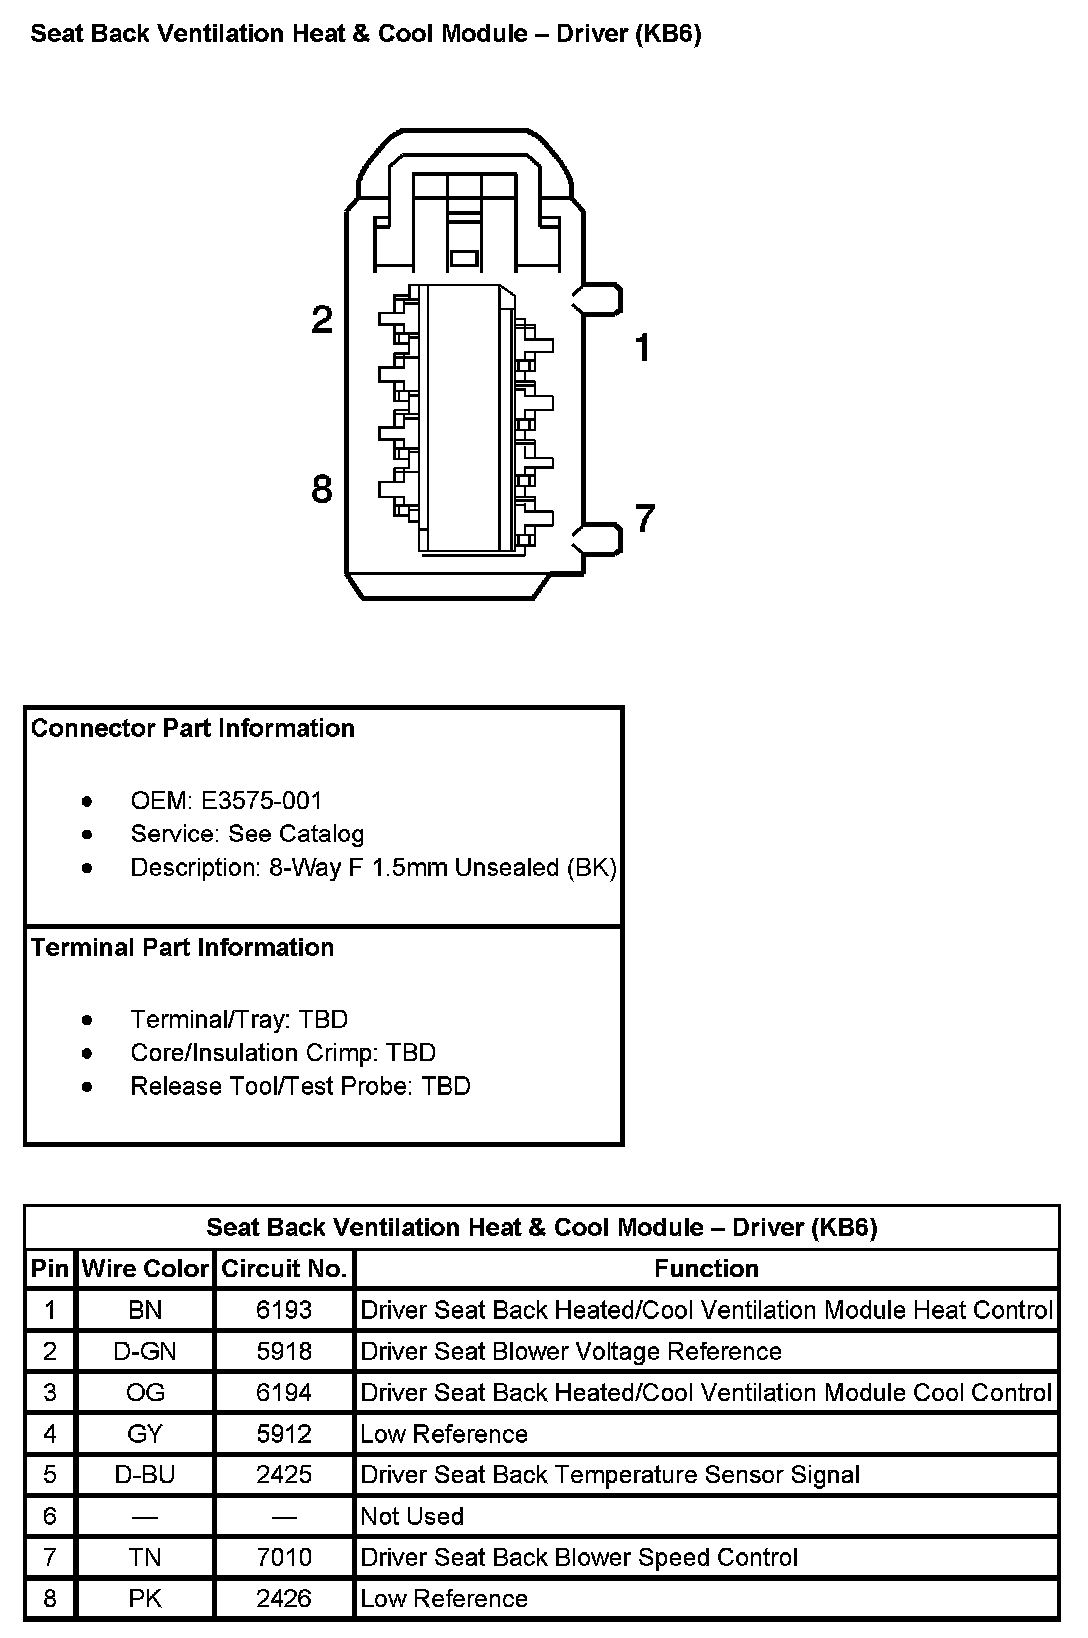 Seat Back Ventilation Heat & Cool Module – Driver (KB6)
2
1
8
7
Connector Part Information
● OEM: E3575-001
● Service: See Catalog
● Description: 8-Way F 1.5mm Unsealed (BK)
Terminal Part Information
● Terminal/Tray: TBD
● Core/Insulation Crimp: TBD
● Release Tool/Test Probe: TBD
Seat Back Ventilation Heat & Cool Module – Driver (KB6)
Pin Wire Color Circuit No. Function
1 BN 6193 Driver Seat Back Heated/Cool Ventilation Module Heat Control
2 D-GN 5918 Driver Seat Blower Voltage Reference
3 OG 6194 Driver Seat Back Heated/Cool Ventilation Module Cool Control
4 GY 5912 Low Reference
5 D-BU 2425 Driver Seat Back Temperature Sensor Signal
6 — — Not Used
7 TN 7010 Driver Seat Back Blower Speed Control
8 PK 2426 Low Reference